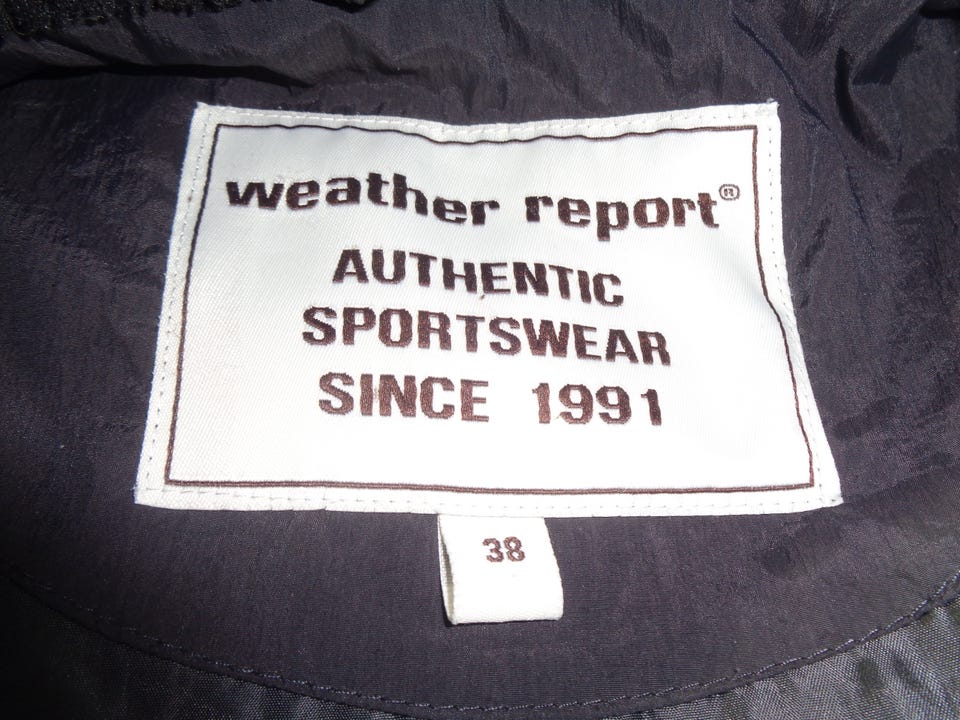 weather report®
AUTHENTIC
SPORTSWEAR
SINCE 1991
38